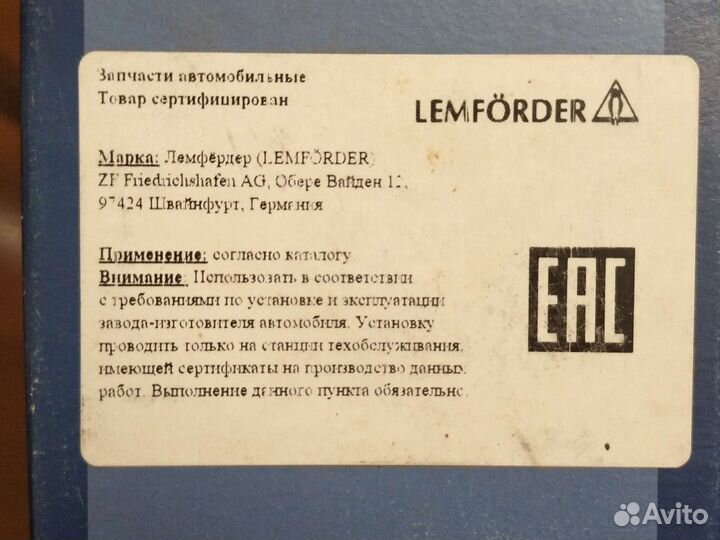 Запчасти автомобильные
Товар сертифицирован
LEMFÖRDER
Марка: Лемфёрдер (LEMFÖRDER)
ZF Friedrichshafen AG, Обере Вайден 12,
97424 Швайнфурт, Германия
Применение: согласно каталогу
Внимание: Использовать в соответствии
с требованиями по установке и эксплуатации
завода-изготовителя автомобиля. Установку
проводить только на станции техобслуживания,
имеющей сертификаты на производство данных
работ. Выполнение данного пункта обязательно.
EAC
Avito